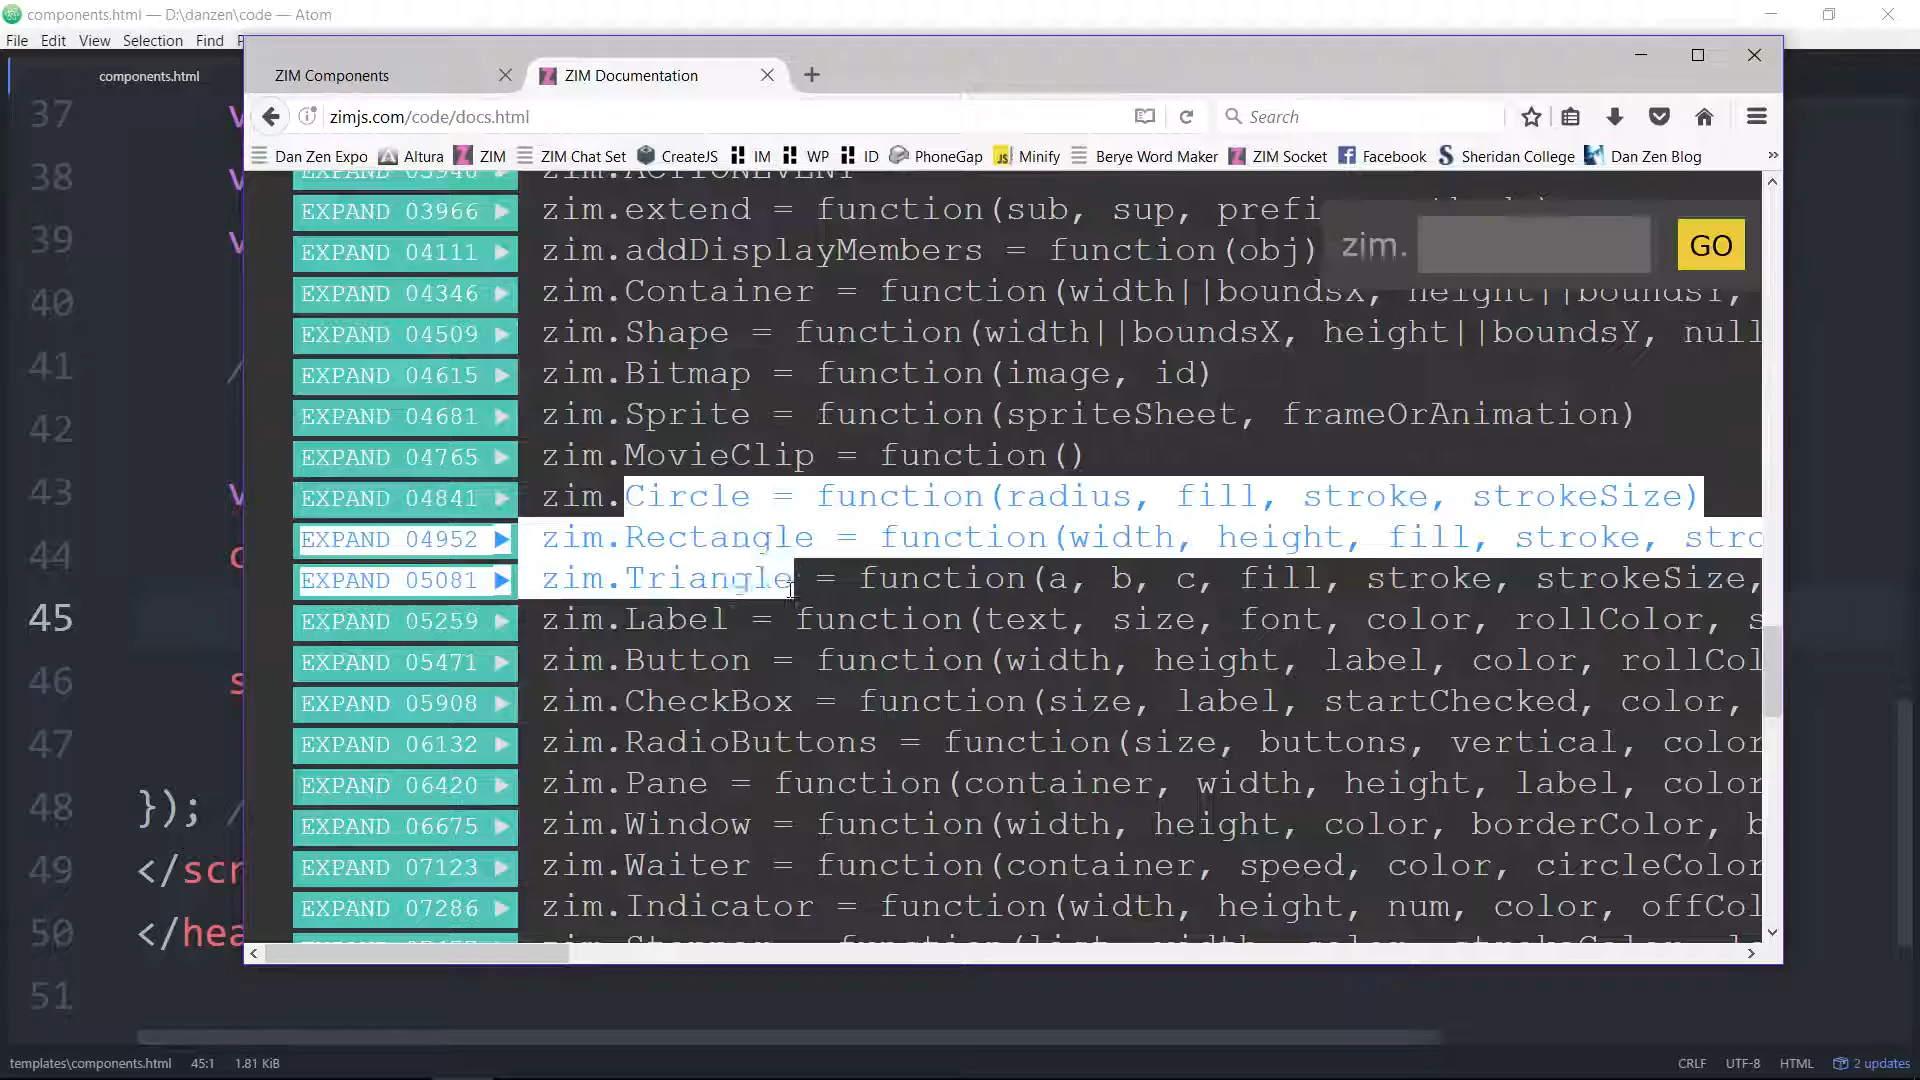 components.html — D:\danzen\code — Atom
File Edit View Selection Find
components.html
ZIM Components
ZIM Documentation
zimjs.com/code/docs.html
Search
Dan Zen Expo Altura ZIM ZIM Chat Set CreateJS IM WP ID PhoneGap Minify Berye Word Maker ZIM Socket Facebook Sheridan College Dan Zen Blog »
zim.ACTIONEVENT
EXPAND 03966 zim.extend = function(sub, sup, prefi
EXPAND 04111 zim.addDisplayMembers = function(obj)
zim.
GO
EXPAND 04346 zim.Container = function(width||boundsX, height||boundsY,
EXPAND 04509 zim.Shape = function(width||boundsX, height||boundsY, null
EXPAND 04615 zim.Bitmap = function(image, id)
EXPAND 04681 zim.Sprite = function(spriteSheet, frameOrAnimation)
EXPAND 04765 zim.MovieClip = function()
EXPAND 04841 zim.Circle = function(radius, fill, stroke, strokeSize)
EXPAND 04952 zim.Rectangle = function(width, height, fill, stroke, stro
EXPAND 05081 zim.Triangle = function(a, b, c, fill, stroke, strokeSize,
EXPAND 05259 zim.Label = function(text, size, font, color, rollColor, s
EXPAND 05471 zim.Button = function(width, height, label, color, rollCol
EXPAND 05908 zim.CheckBox = function(size, label, startChecked, color,
EXPAND 06132 zim.RadioButtons = function(size, buttons, vertical, color
EXPAND 06420 zim.Pane = function(container, width, height, label, color
EXPAND 06675 zim.Window = function(width, height, color, borderColor, b
EXPAND 07123 zim.Waiter = function(container, speed, color, circleColor
EXPAND 07286 zim.Indicator = function(width, height, num, color, offCol
37 v
38 v
39 v
40
41 /
42
43 v
44 c
45
46 s
47
48 }); /
49 </scr
50 </hea
51
templates\components.html 45:1 1.81 KiB
CRLF UTF-8 HTML 2 updates